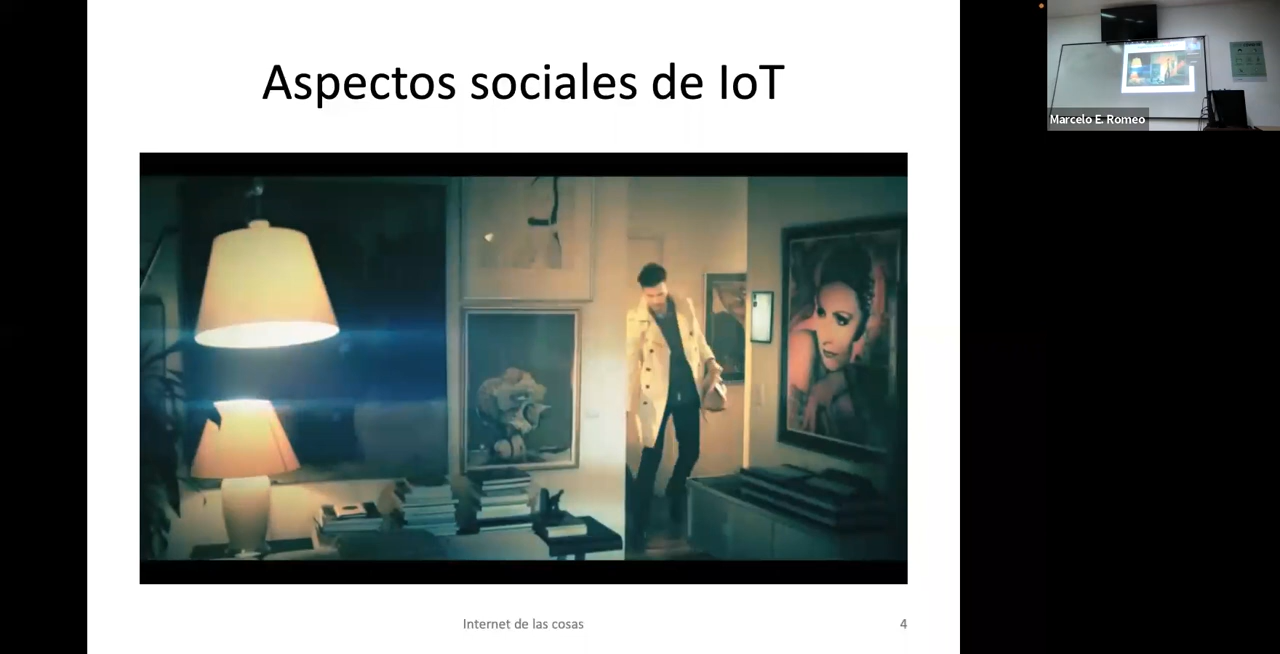 Aspectos sociales de IoT
Marcelo E. Romeo
Internet de las cosas
4